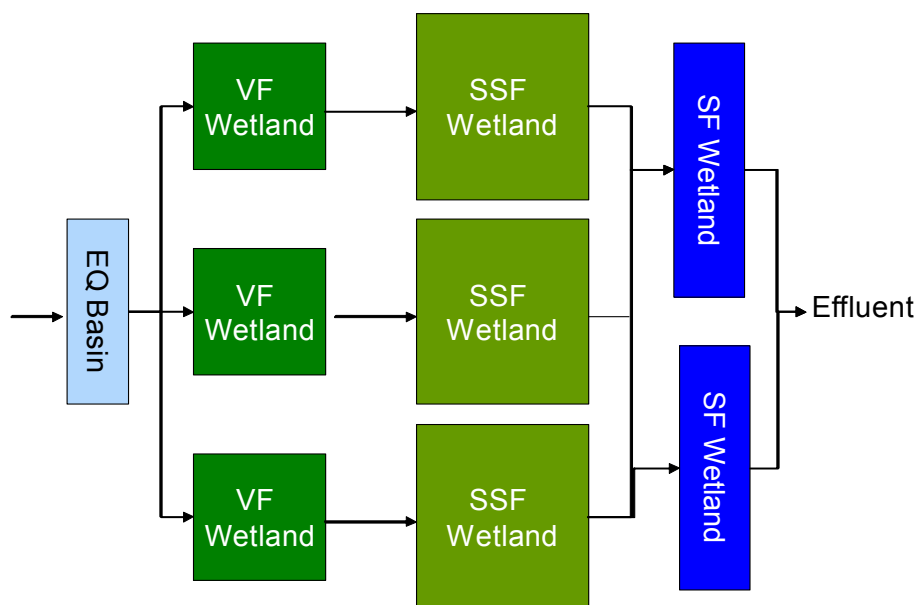 VF
Wetland
SSF
Wetland
SF Wetland
EQ Basin
VF
Wetland
SSF
Wetland
Effluent
SF Wetland
VF
Wetland
SSF
Wetland